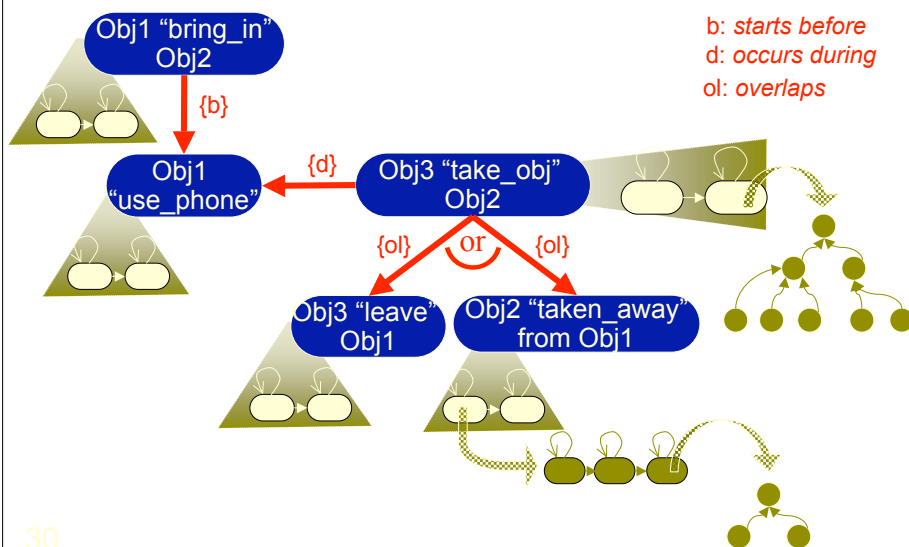 Obj1 “bring_in”
Obj2
b: starts before
d: occurs during
ol: overlaps
{b}
Obj1
“use_phone”
{d}
Obj3 “take_obj”
Obj2
{ol}
or
{ol}
Obj3 “leave”
Obj1
Obj2 “taken_away”
from Obj1
30